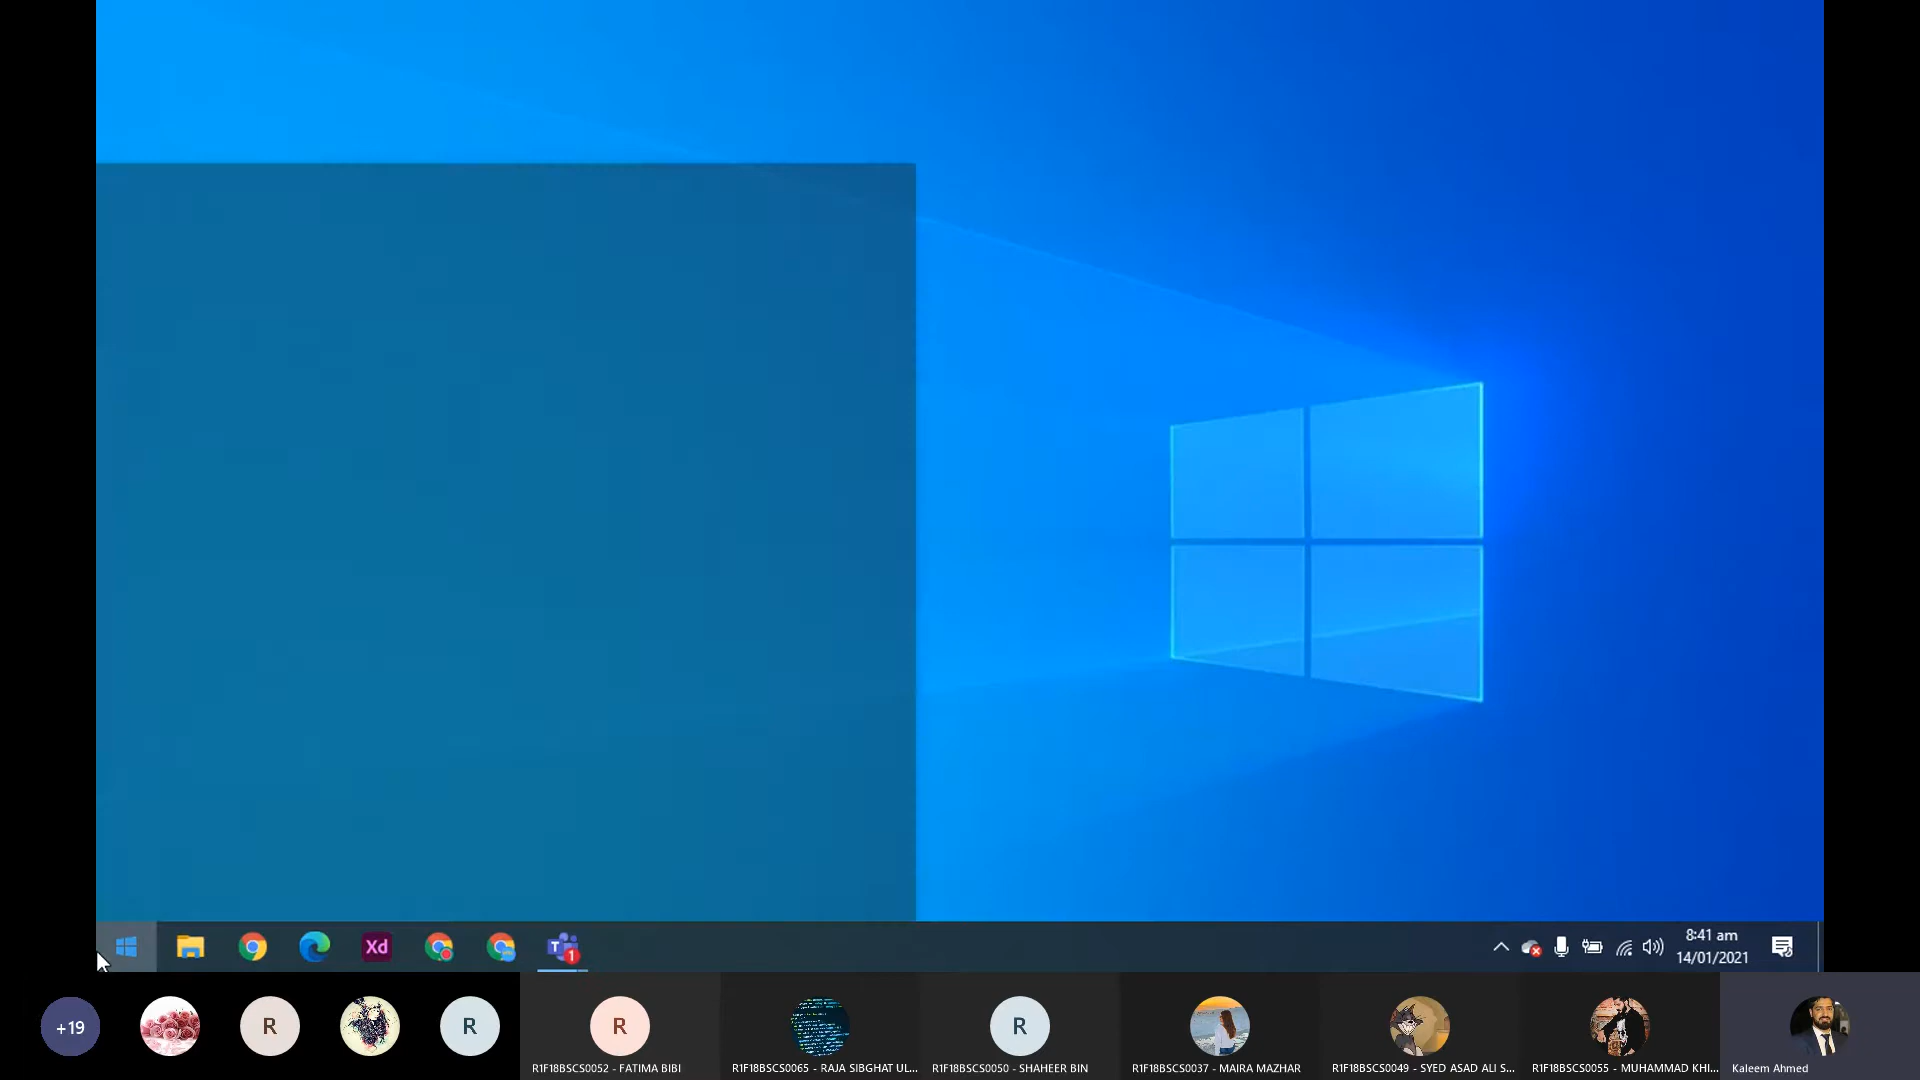 Xd
T 1
8:41 am
14/01/2021
+19
R
R
R
R
R1F18BSCS0052 - FATIMA BIBI
R1F18BSCS0065 - RAJA SIBGHAT UL...
R1F18BSCS0050 - SHAHEER BIN
R1F18BSCS0037 - MAIRA MAZHAR
R1F18BSCS0049 - SYED ASAD ALI S...
R1F18BSCS0055 - MUHAMMAD KHI...
Kaleem Ahmed